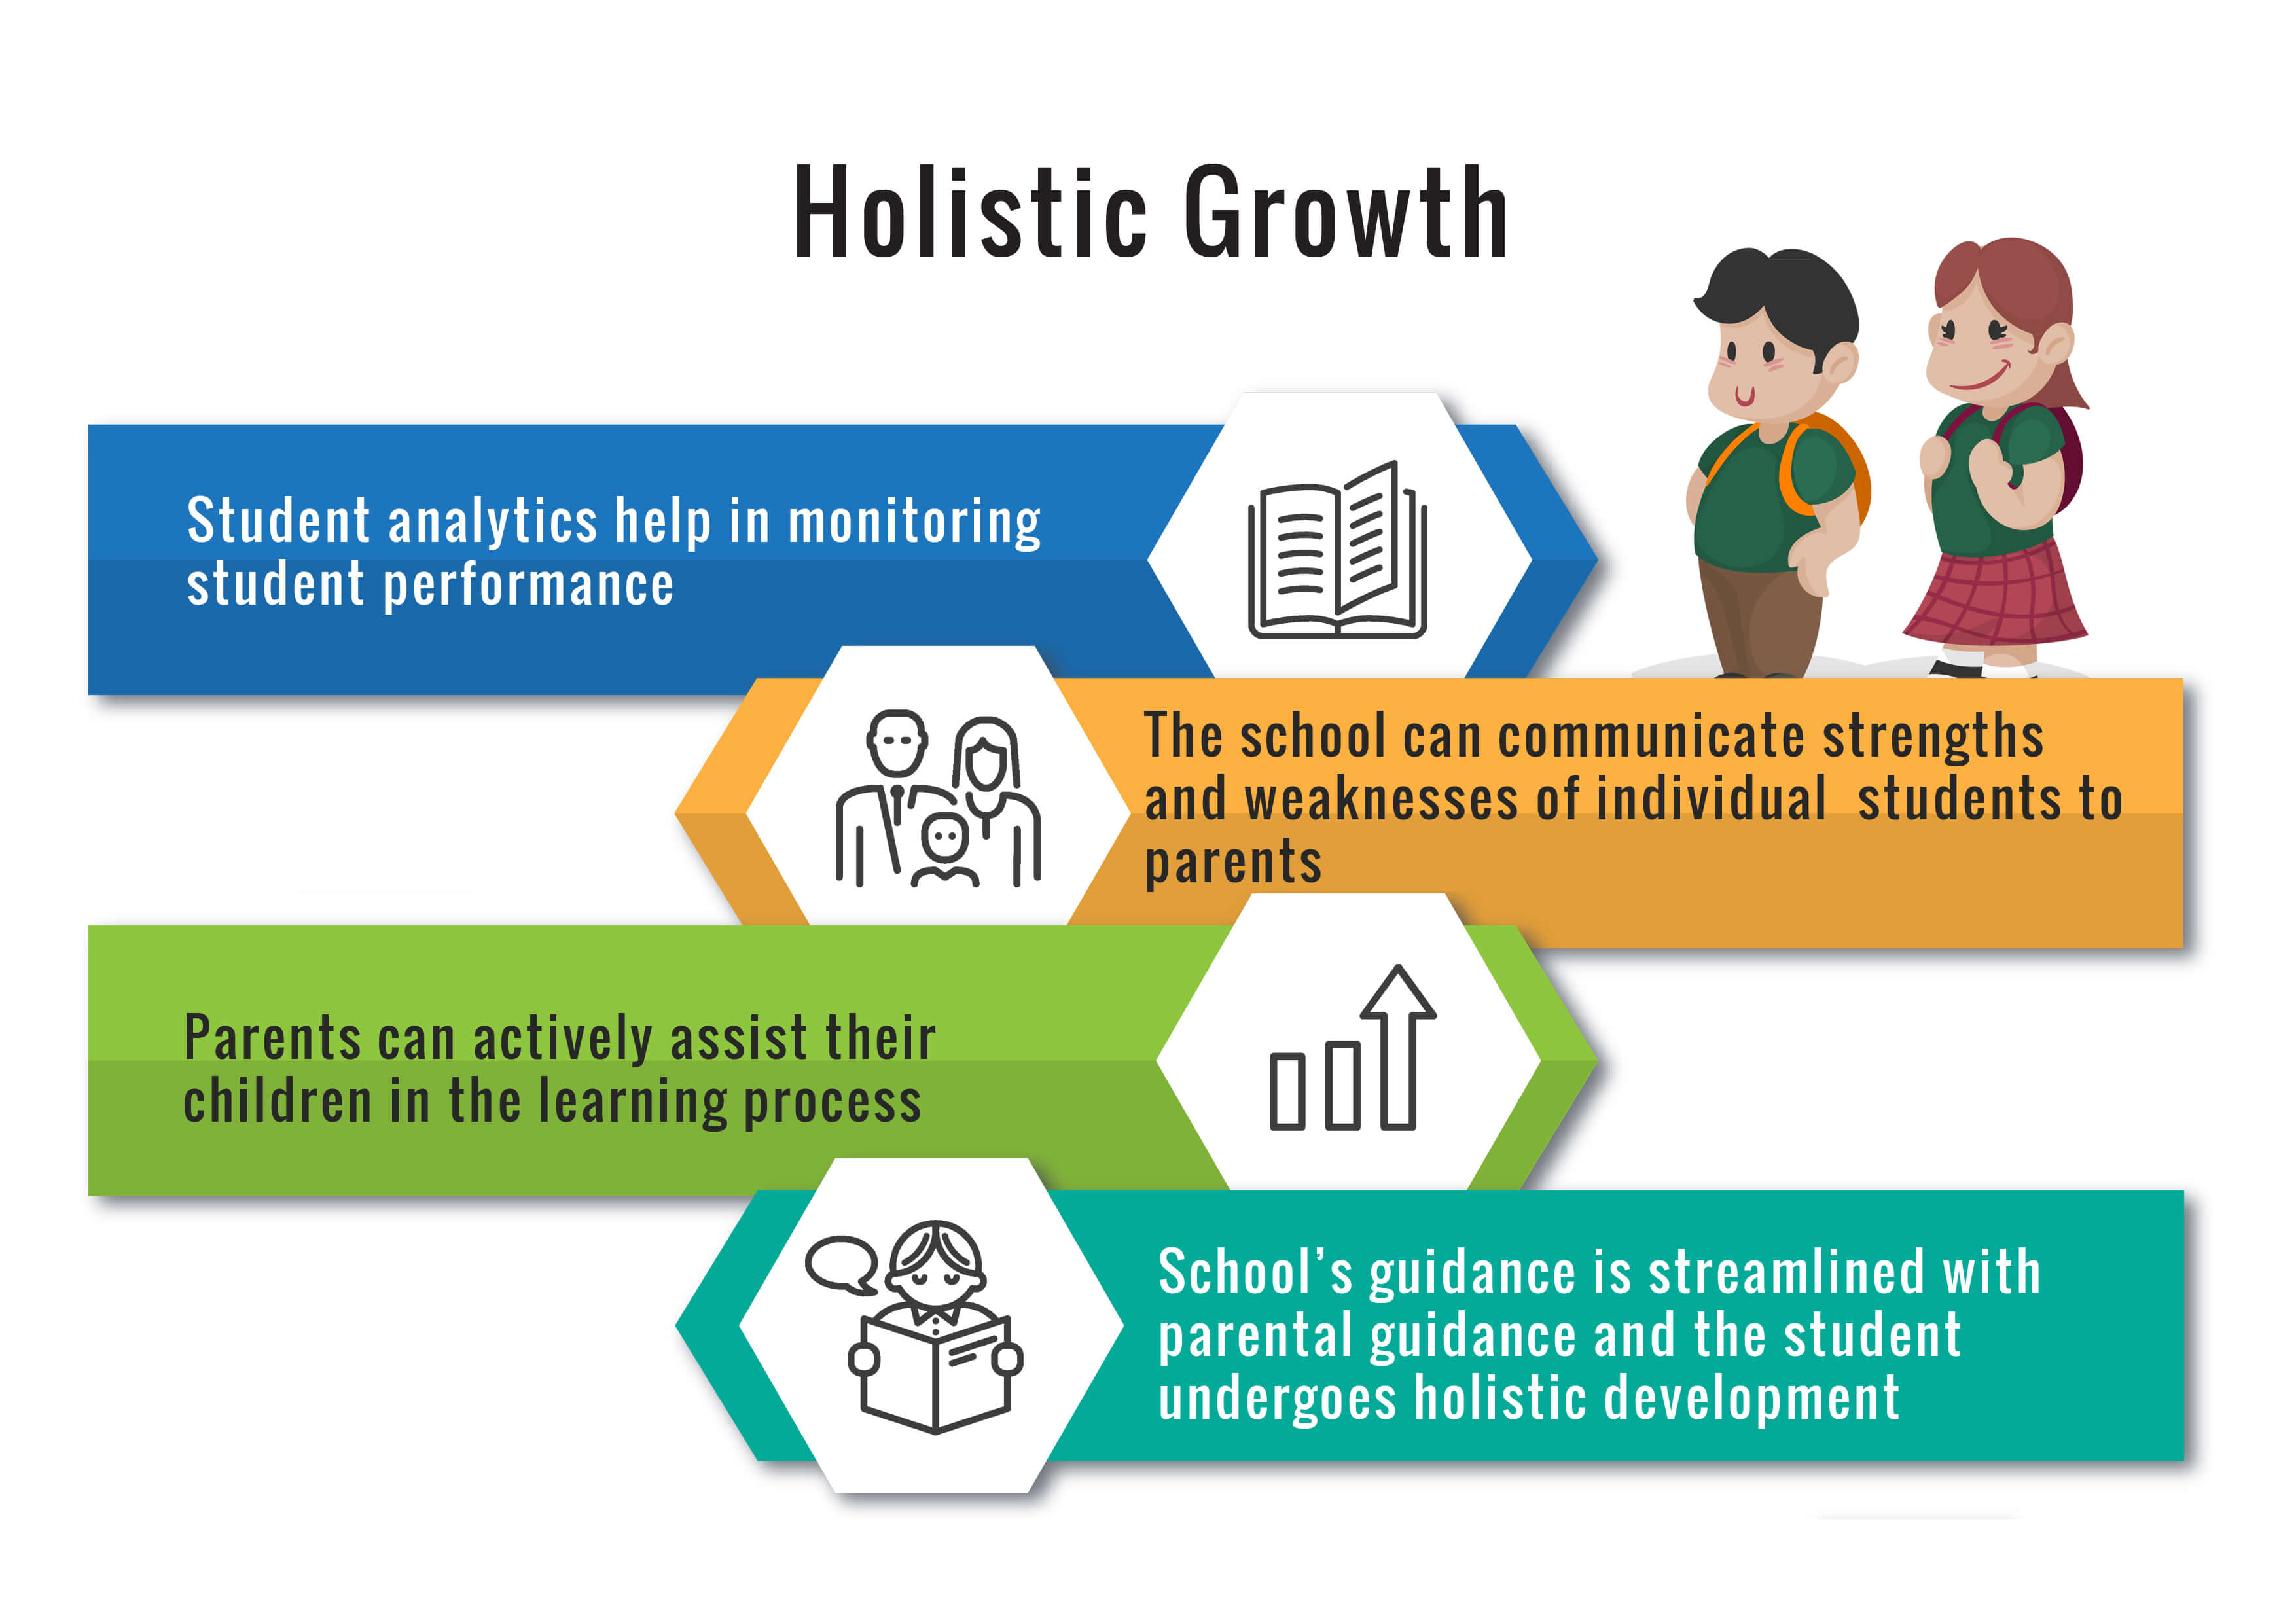 Holistic Growth
Student analytics help in monitoring
student performance
The school can communicate strengths
and weaknesses of individual  students to
parents
Parents can actively assist their
children in the learning process
School’s guidance is streamlined with
parental guidance and the student
undergoes holistic development